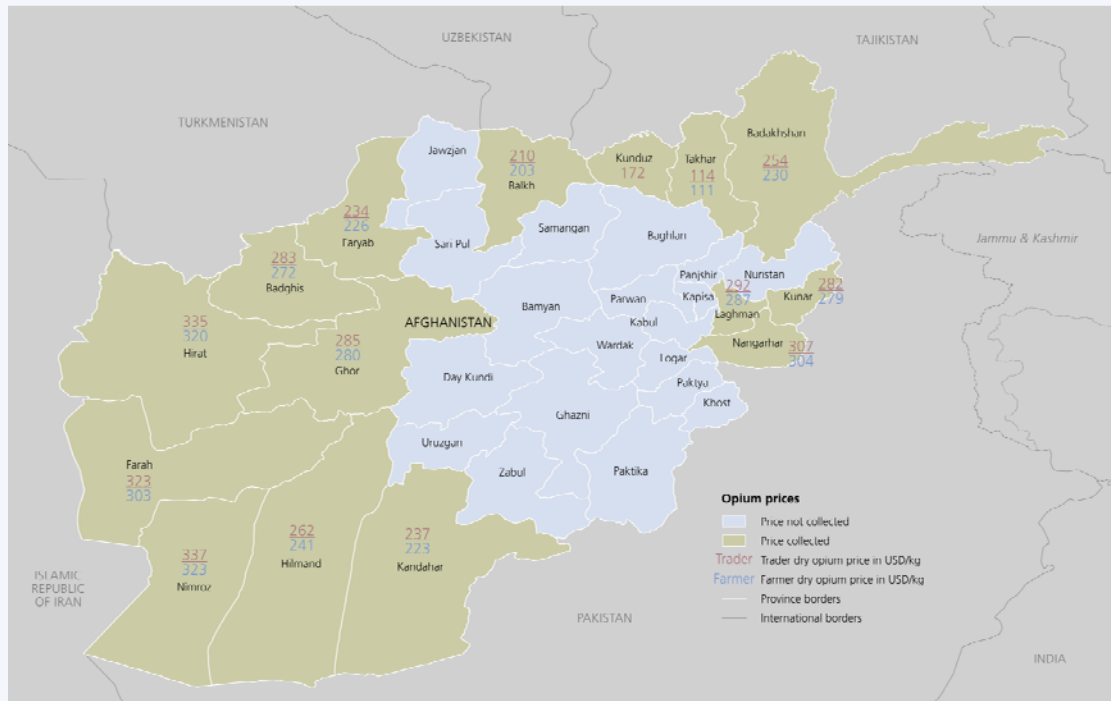 UZBEKISTAN
TAJIKISTAN
TURKMENISTAN
Badakhshan
254
230
Jawzjan
210
203
Balkh
Kunduz
172
Takhar
114
111
234
226
Faryab
Sari Pul
Samangan
Baghlan
Jammu & Kashmir
283
272
Badghis
Panjshir
Nuristan
292
287
Laghman
Kunar
282
279
Bamyan
Parwan
Kapisa
Kabul
AFGHANISTAN
335
320
Hirat
285
280
Ghor
Wardak
Nangarhar
307
304
Logar
Day Kundi
Paktya
Khost
Ghazni
Uruzgan
Zabul
Paktika
Farah
323
303
262
241
Hilmand
237
223
Kandahar
337
323
Nimroz
ISLAMIC
REPUBLIC
OF IRAN
PAKISTAN
INDIA
Opium prices
Price not collected
Price collected
Trader Trader dry opium price in USD/kg
Farmer Farmer dry opium price in USD/kg
Province borders
International borders